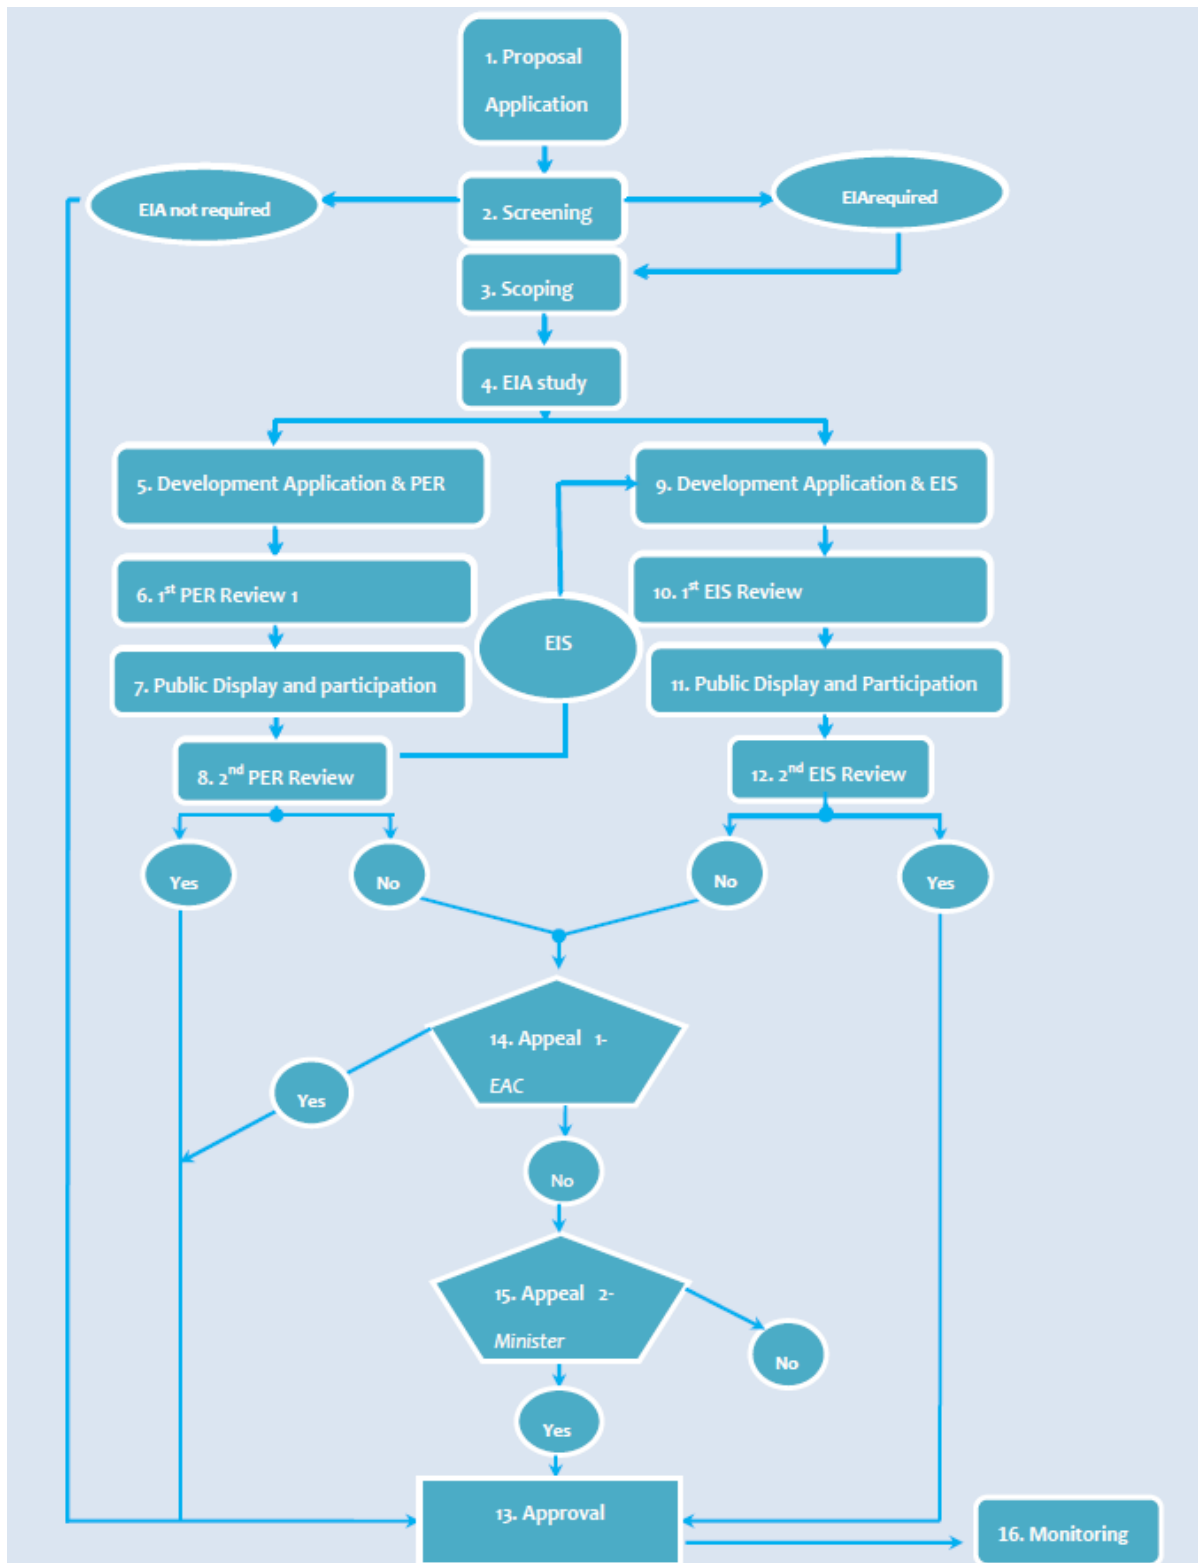 1. Proposal
Application
EIA not required
2. Screening
EIArequired
3. Scoping
4. EIA study
5. Development Application & PER
9. Development Application & EIS
6. 1st PER Review 1
10. 1st EIS Review
EIS
7. Public Display and participation
11. Public Display and Participation
8. 2nd PER Review
12. 2nd EIS Review
Yes
No
No
Yes
14. Appeal 1-
EAC
Yes
No
15. Appeal 2-
Minister
No
Yes
13. Approval
16. Monitoring